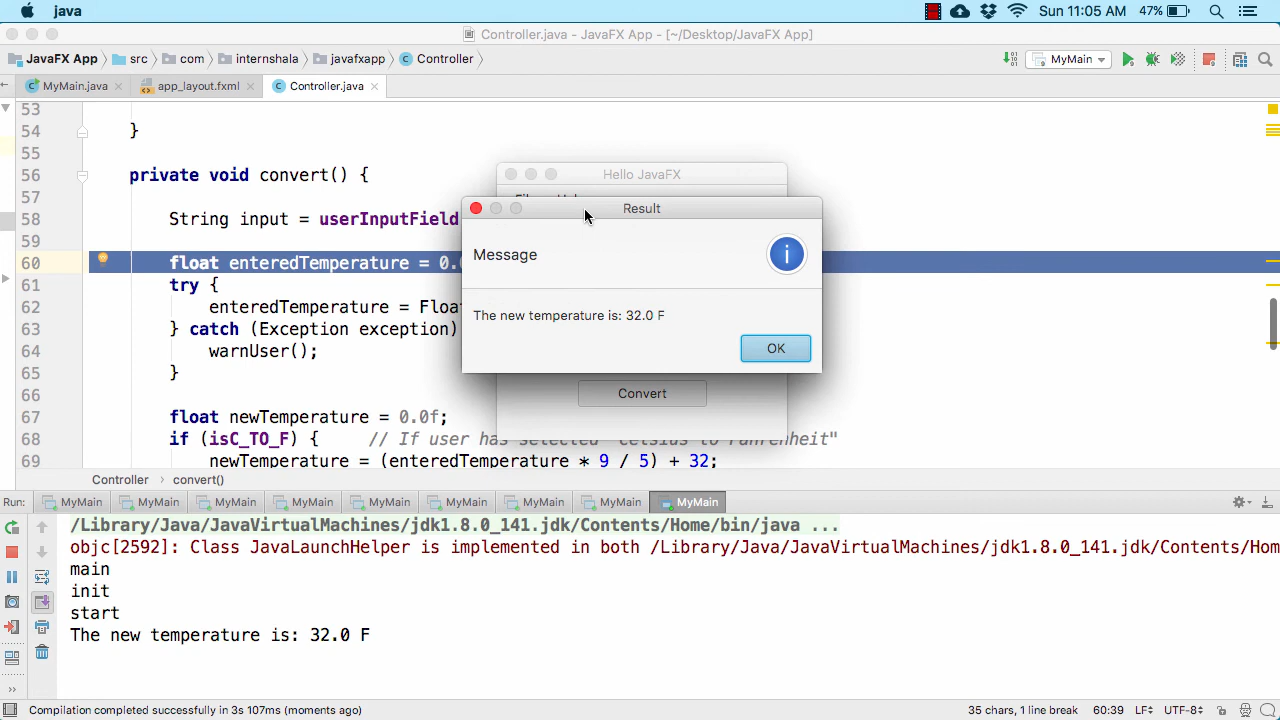 java Sun 11:05 AM 47%
Controller.java - JavaFX App - [~/Desktop/JavaFX App]
JavaFX App src com internshala javafxapp Controller MyMain
MyMain.java app_layout.fxml Controller.java
53
54 }
55
56 private void convert() {
57
58 String input = userInputField
59
60 float enteredTemperature = 0.
61 try {
62 enteredTemperature = Floa
63 } catch (Exception exception)
64 warnUser();
65 }
66
67 float newTemperature = 0.0f;
68 if (isC_TO_F) { // If user has selected "Celsius to Fahrenheit"
69 newTemperature = (enteredTemperature * 9 / 5) + 32;
Hello JavaFX
Result
Message
The new temperature is: 32.0 F
OK
Convert
Controller convert()
Run: MyMain MyMain MyMain MyMain MyMain MyMain MyMain MyMain MyMain
/Library/Java/JavaVirtualMachines/jdk1.8.0_141.jdk/Contents/Home/bin/java ...
objc[2592]: Class JavaLaunchHelper is implemented in both /Library/Java/JavaVirtualMachines/jdk1.8.0_141.jdk/Contents/Hom
main
init
start
The new temperature is: 32.0 F
Compilation completed successfully in 3s 107ms (moments ago) 35 chars, 1 line break 60:39 LF÷ UTF-8÷